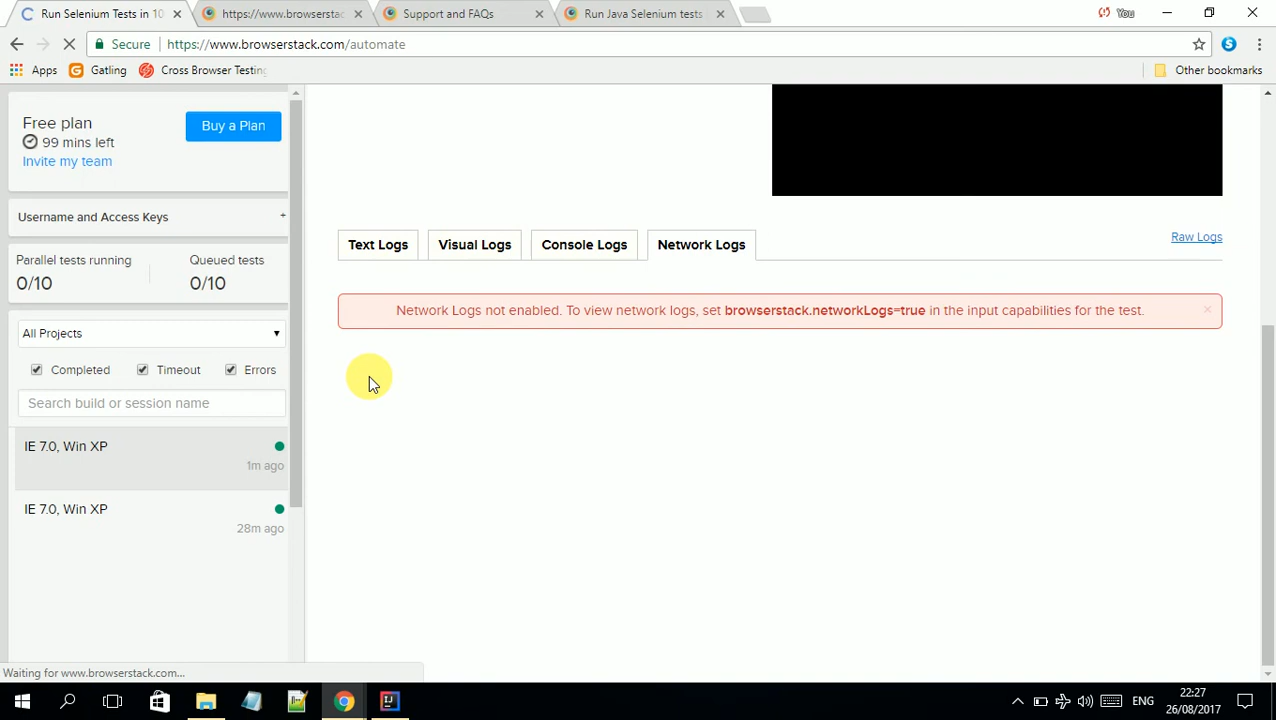 Run Selenium Tests in 10
https://www.browserstac
Support and FAQs
Run Java Selenium tests
You
Secure
https://www.browserstack.com/automate
Apps
Gatling
Cross Browser Testing
Other bookmarks
Free plan
99 mins left
Invite my team
Buy a Plan
Username and Access Keys
+
Parallel tests running
Queued tests
0/10
0/10
All Projects
Completed
Timeout
Errors
Search build or session name
IE 7.0, Win XP
1m ago
IE 7.0, Win XP
28m ago
Text Logs
Visual Logs
Console Logs
Network Logs
Raw Logs
Network Logs not enabled. To view network logs, set browserstack.networkLogs=true in the input capabilities for the test.
Waiting for www.browserstack.com...
ENG
22:27
26/08/2017